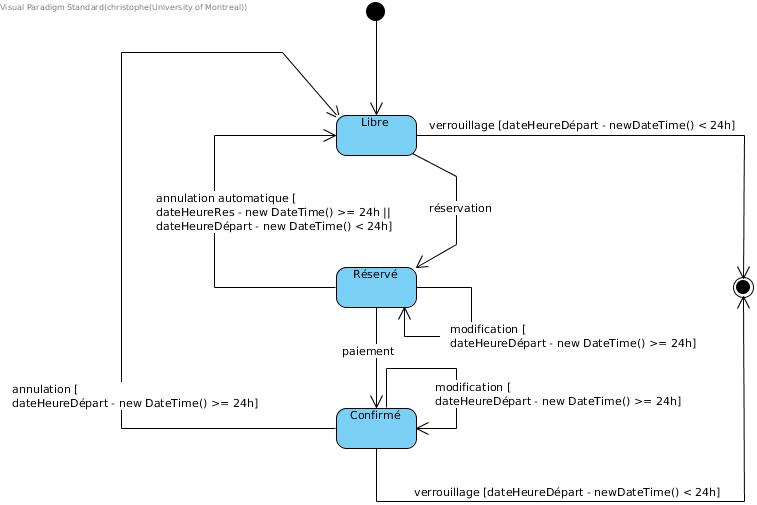 Visual Paradigm Standard(christophe(University of Montreal))
Libre
verrouillage [dateHeureDépart - newDateTime() < 24h]
annulation automatique [
dateHeureRes - new DateTime() >= 24h ||
dateHeureDépart - new DateTime() < 24h]
réservation
Réservé
modification [
dateHeureDépart - new DateTime() >= 24h]
paiement
modification [
dateHeureDépart - new DateTime() >= 24h]
annulation [
dateHeureDépart - new DateTime() >= 24h]
Confirmé
verrouillage [dateHeureDépart - newDateTime() < 24h]